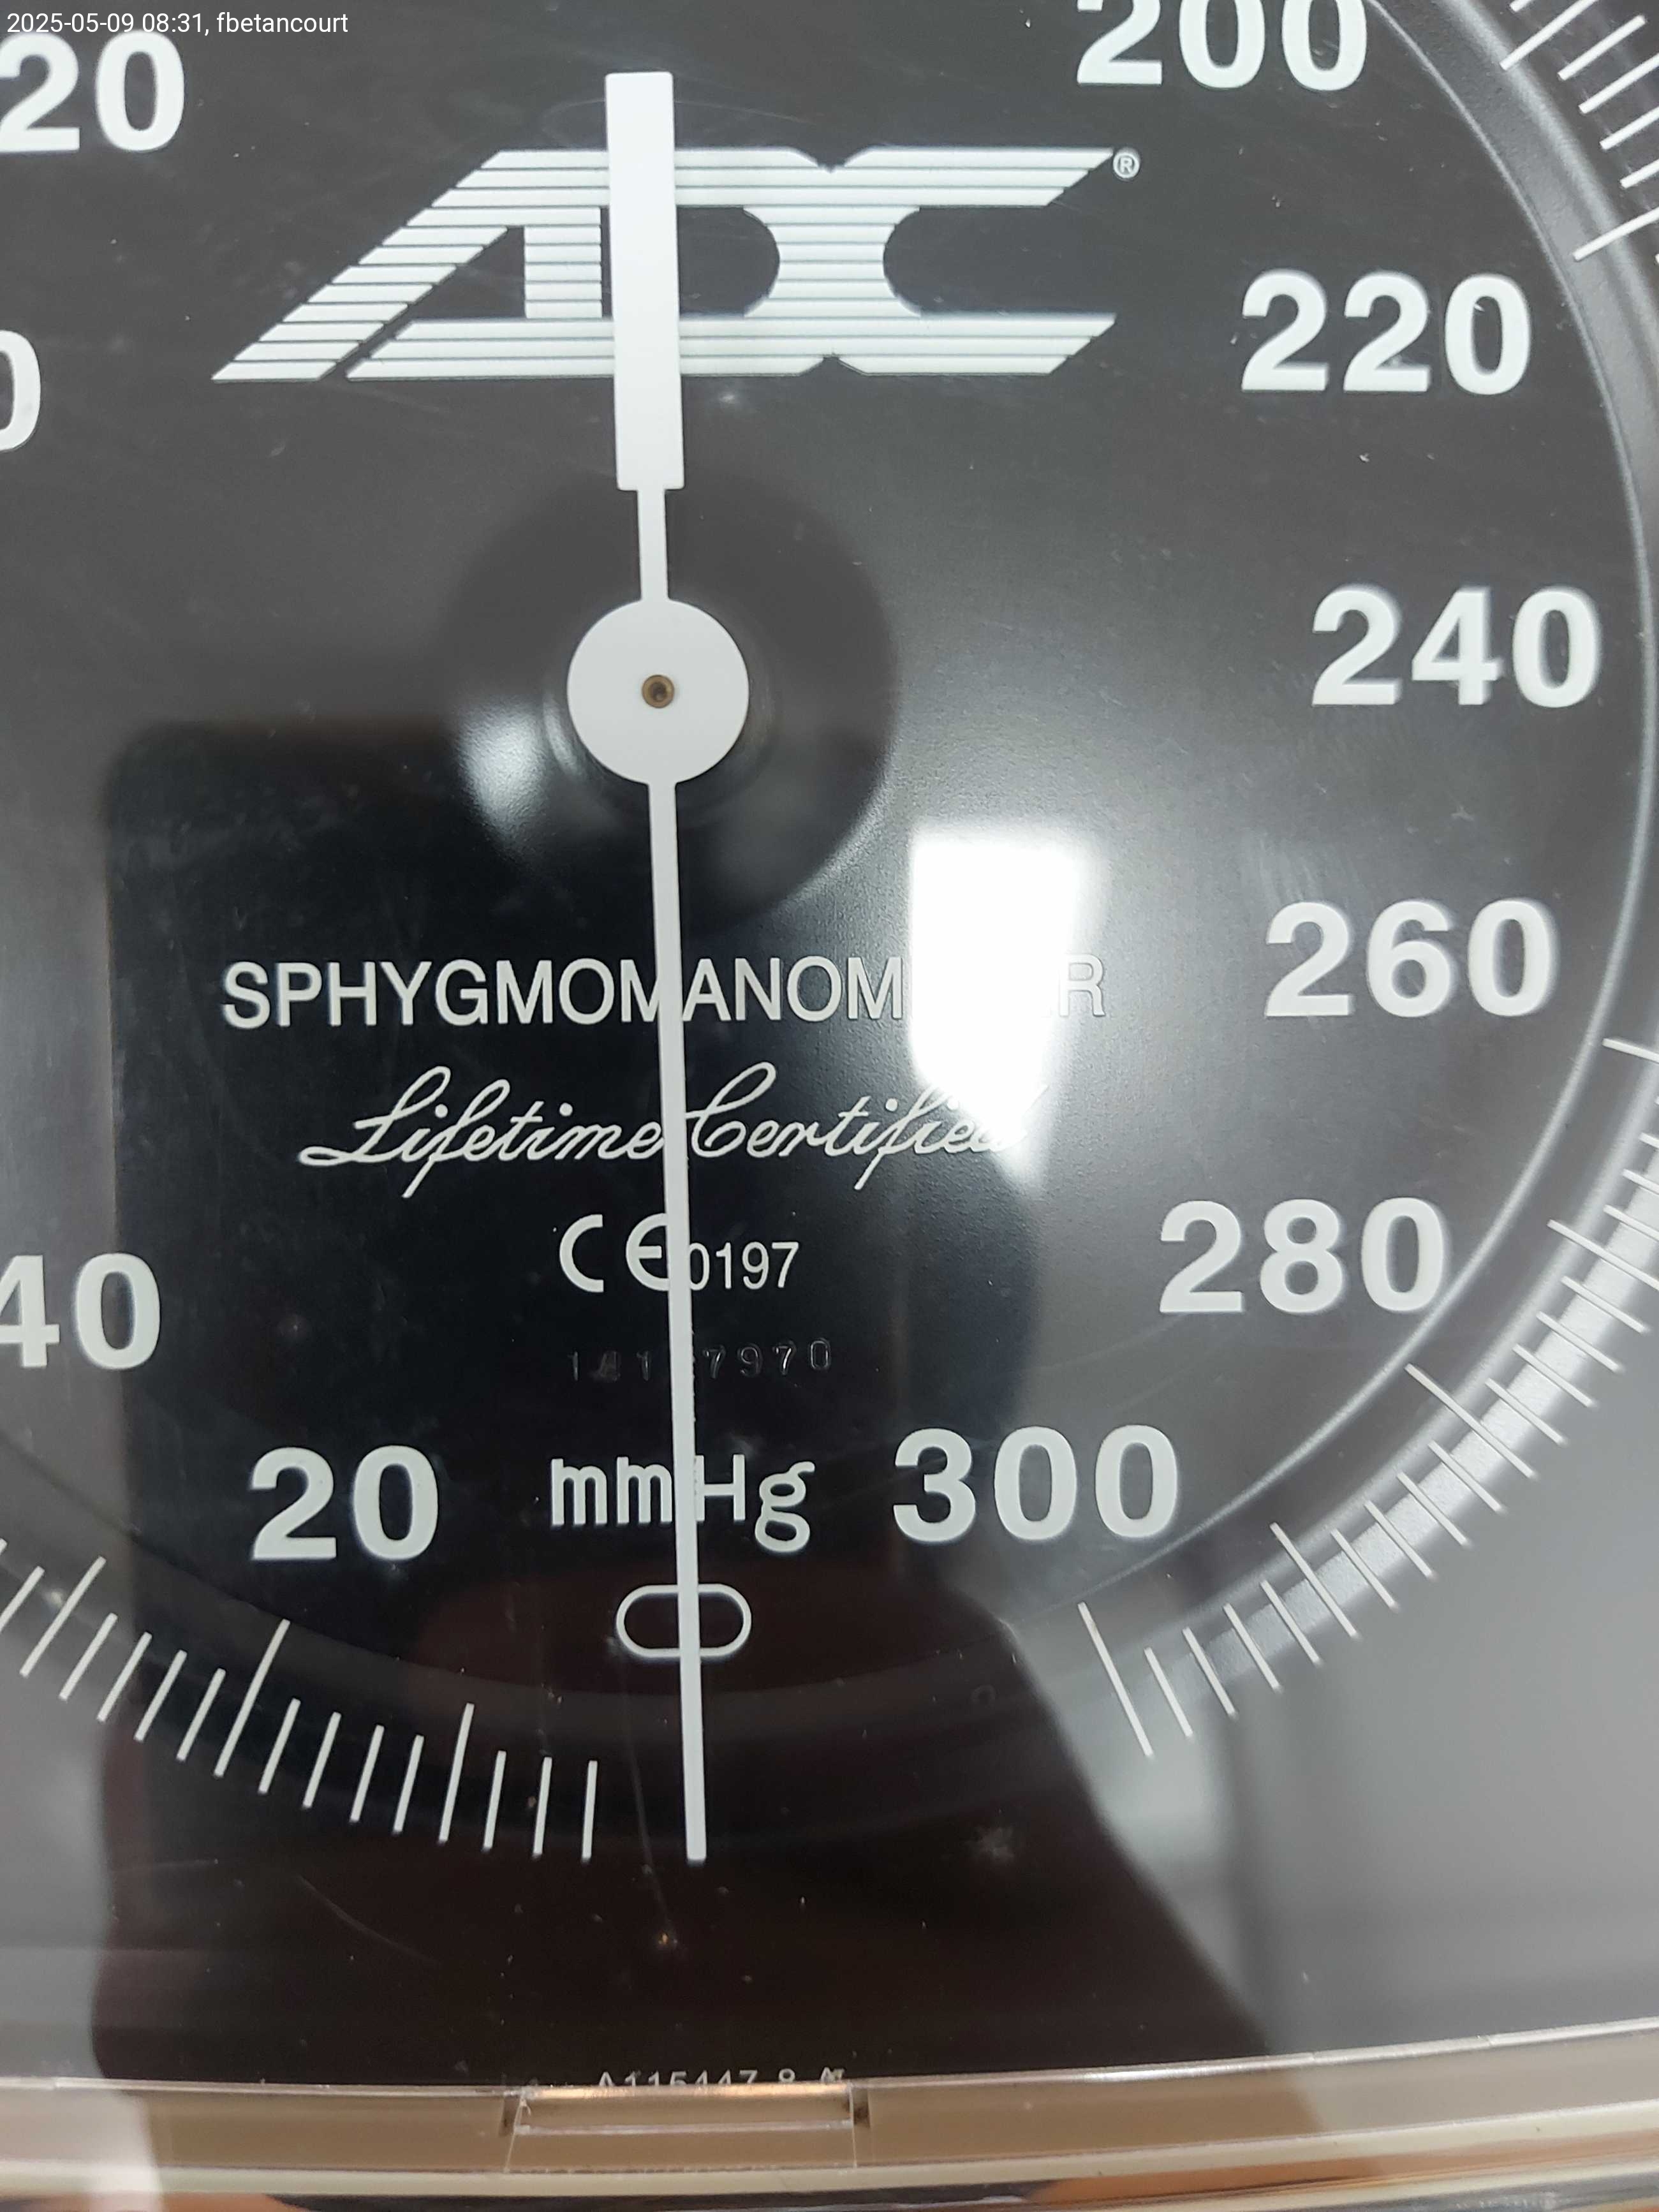 2025-05-09 08:31, fbetancourt
20
200
ADC®
220
240
SPHYGMOMANOMETER
260
Lifetime Certified
CE 0197
280
40
20
mmHg
300